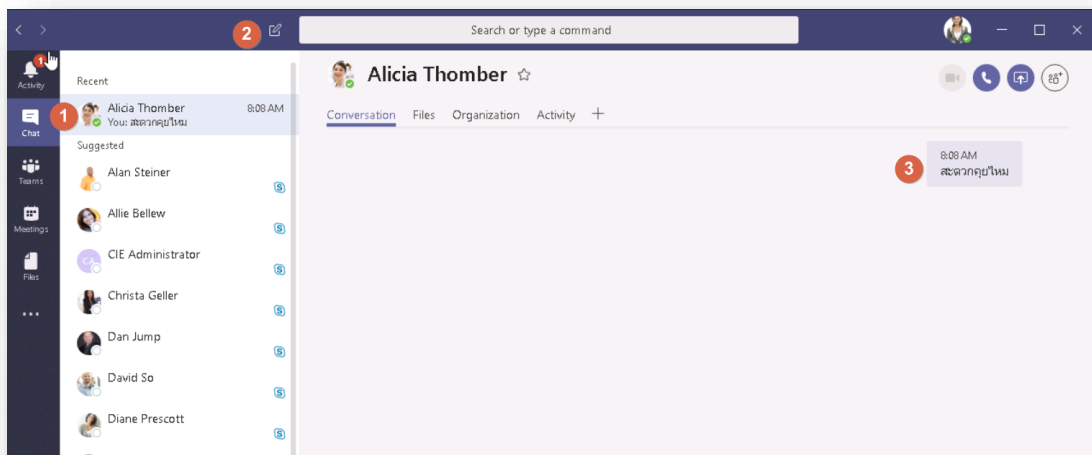 2
Search or type a command
1
Activity
Chat
Teams
Meetings
Files
Recent
1
Alicia Thomber
8:08 AM
You: สะดวกคุยไหม
Suggested
Alan Steiner
Allie Bellew
CA
CIE Administrator
Christa Geller
Dan Jump
David So
Diane Prescott
Alicia Thomber
Conversation Files Organization Activity
3
8:08 AM
สะดวกคุยไหม